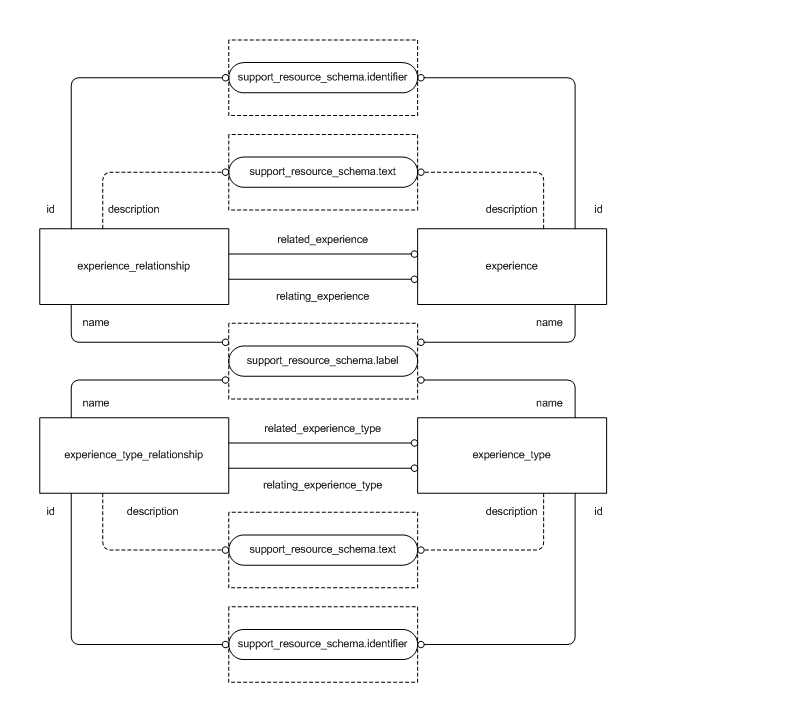 support_resource_schema.identifier
support_resource_schema.text
id
description
description
id
related_experience
experience_relationship
experience
relating_experience
name
name
support_resource_schema.label
name
name
related_experience_type
experience_type_relationship
experience_type
relating_experience_type
id
description
description
id
support_resource_schema.text
support_resource_schema.identifier